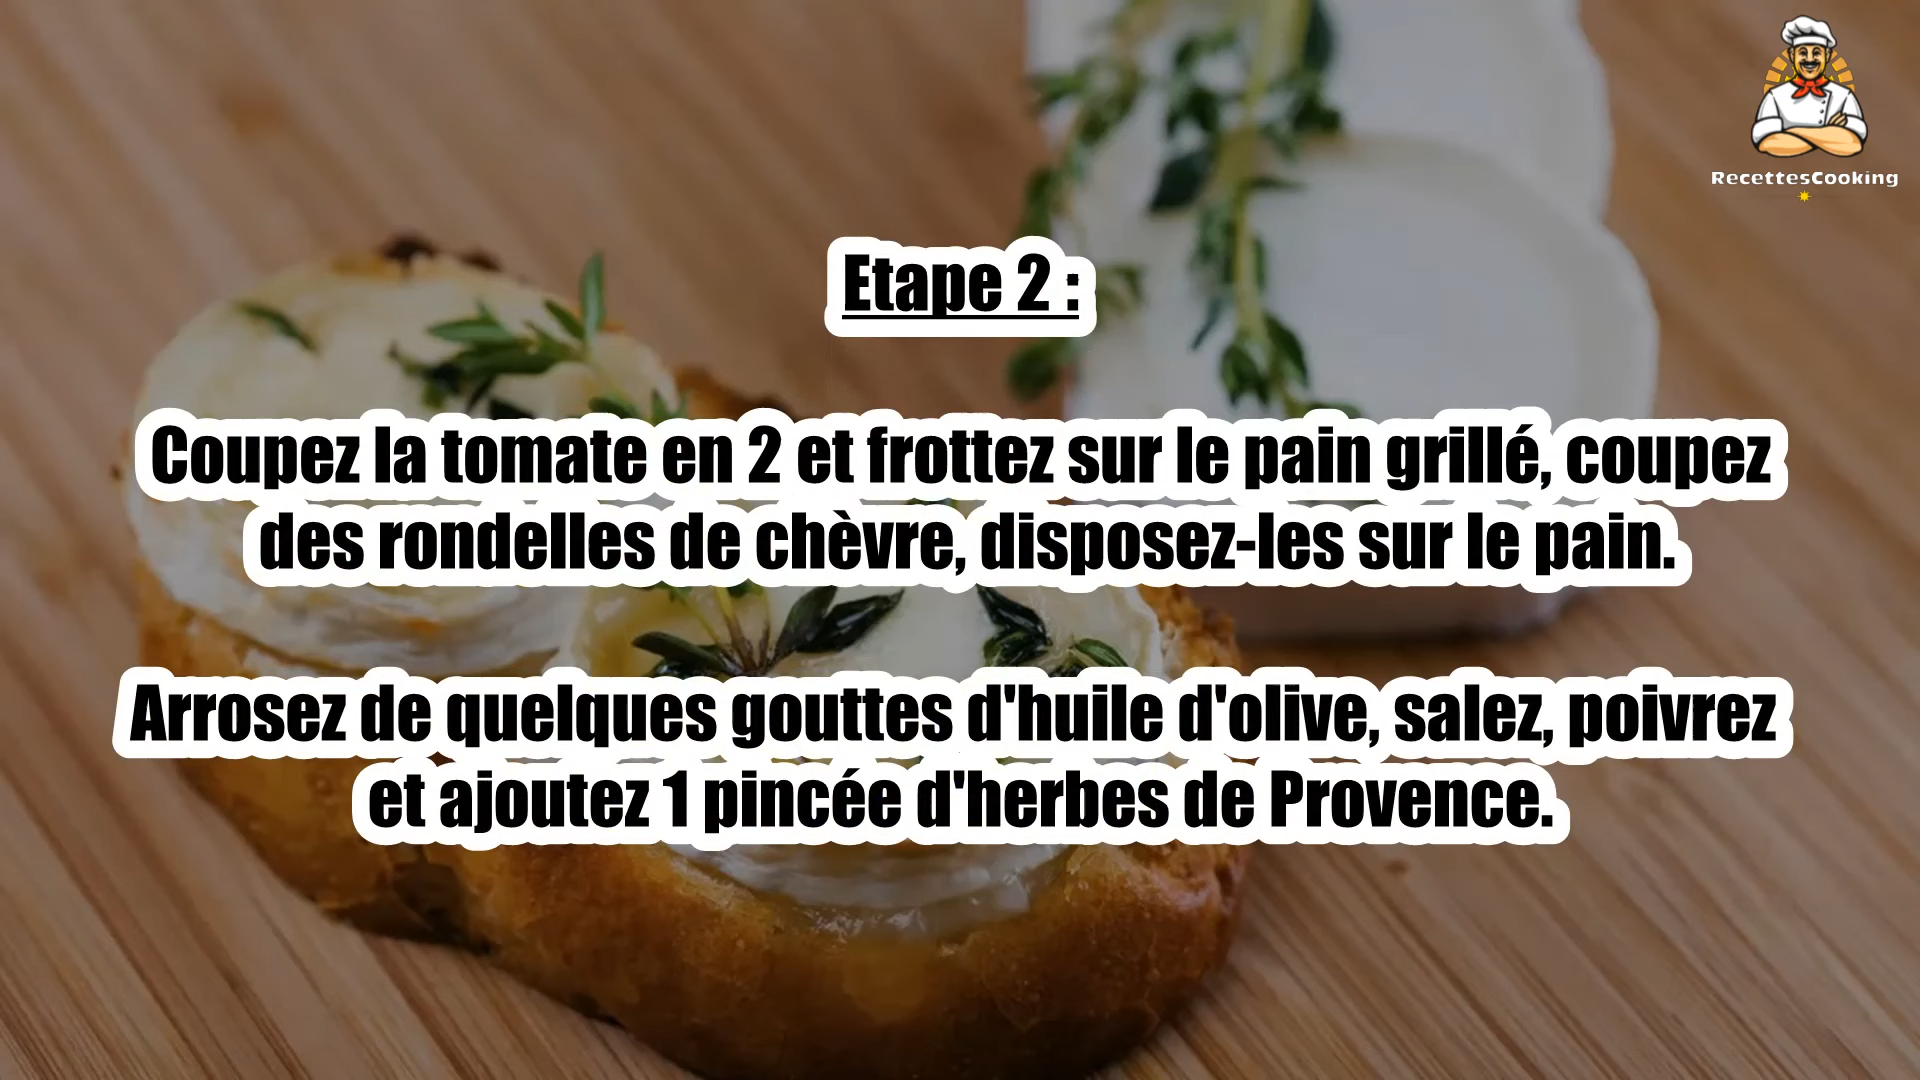 RecettesCooking
Etape 2 :
Coupez la tomate en 2 et frottez sur le pain grillé, coupez
des rondelles de chèvre, disposez-les sur le pain.
Arrosez de quelques gouttes d'huile d'olive, salez, poivrez
et ajoutez 1 pincée d'herbes de Provence.